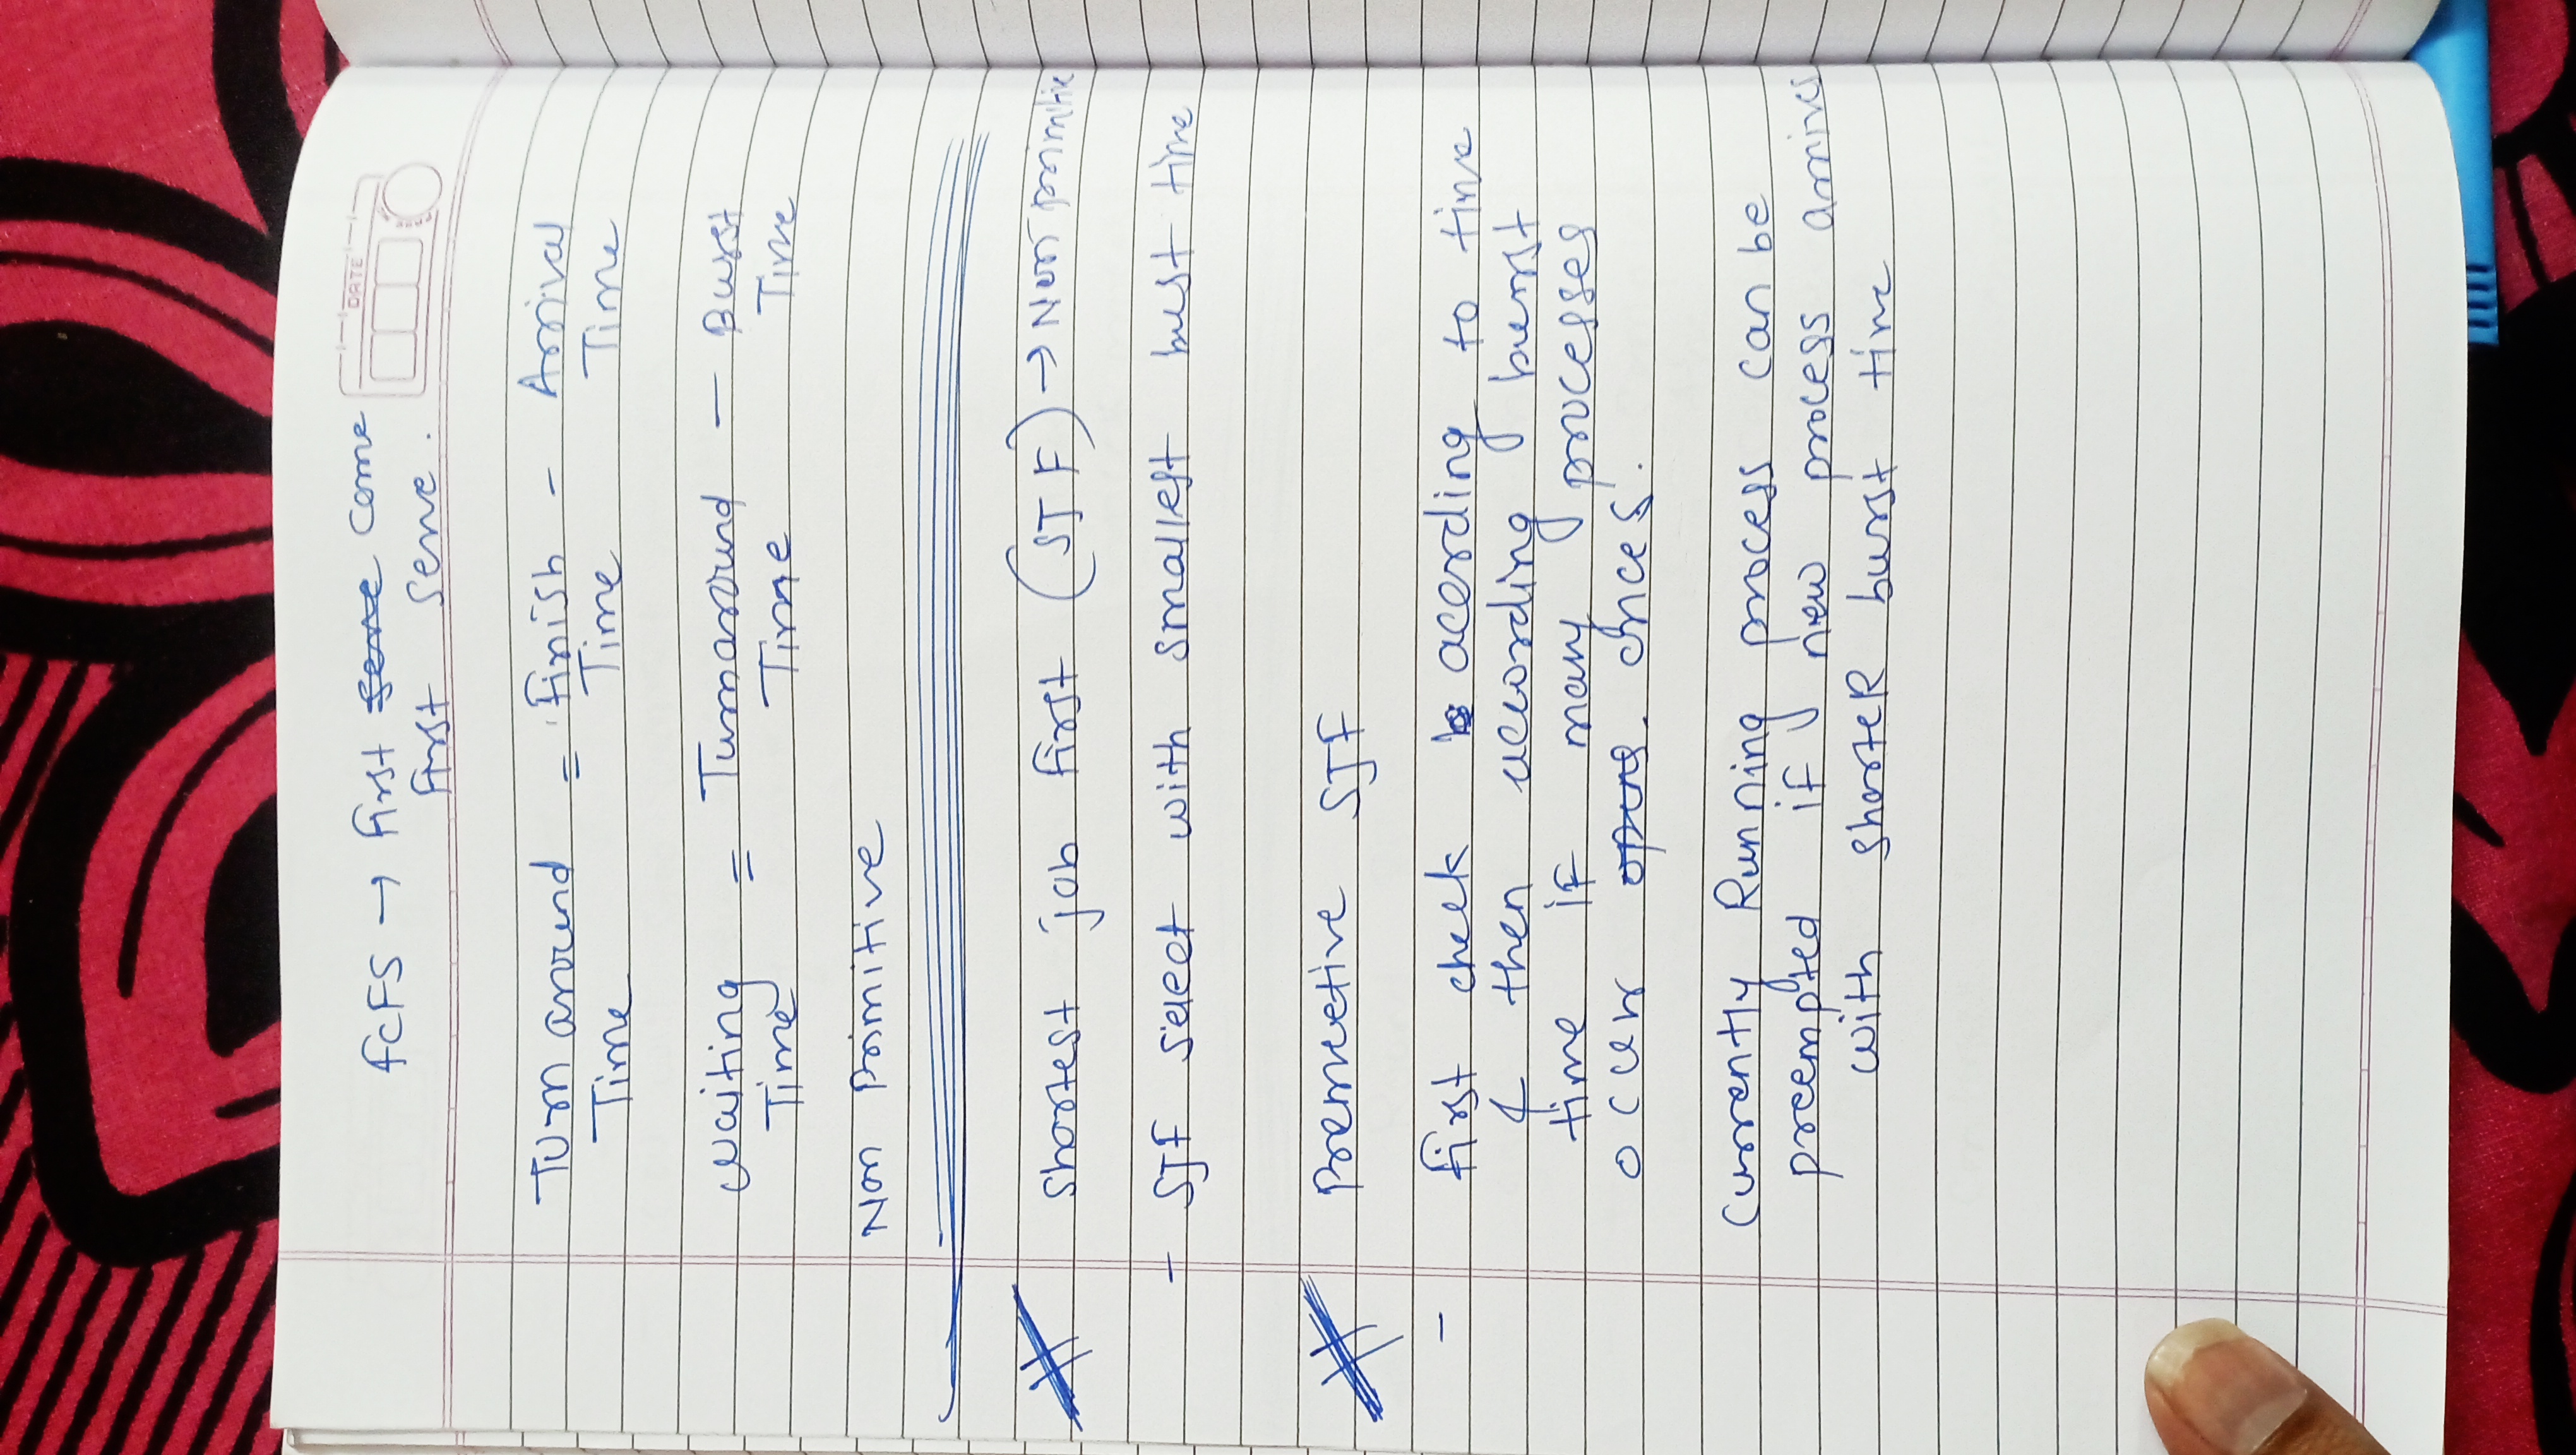 FCFS → First serve come
First serve.
DATE
Turn around = Finish - Arrival
Time Time Time
Waiting = Turnaround - Burst
Time Time Time
Non Primitive
Shortest job First (SJF) → Non primitive
- SJF select with smallest bust time
Premeetive SJF
- First check acording to time
& then according burst
time if many processes
occur onces.
Currently Running process can be
preempted if new process arrives
with shorteR burst time